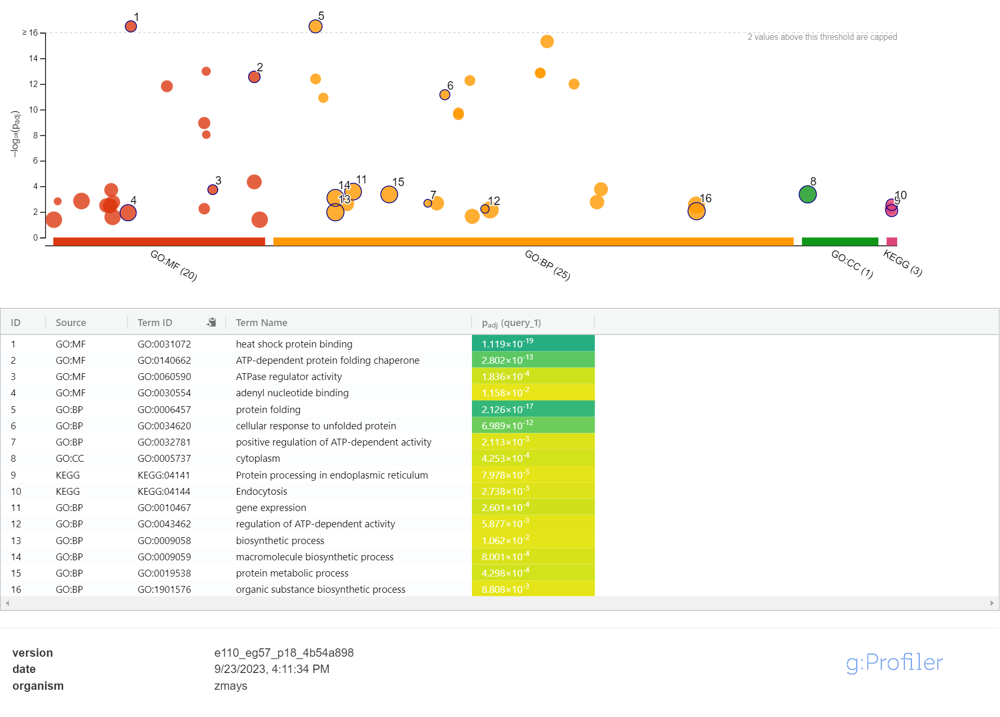 1
5
≥ 16
2 values above this threshold are capped
14
2
12
6
10
−log₁₀(padj)
8
6
4
3
14
11
15
8
4
13
7
12
16
10
9
2
0
GO:MF (20)
GO:BP (25)
GO:CC (1)
KEGG (3)
ID Source Term ID Term Name padj (query_1)
1 GO:MF GO:0031072 heat shock protein binding 1.119×10⁻¹⁹
2 GO:MF GO:0140662 ATP-dependent protein folding chaperone 2.802×10⁻¹³
3 GO:MF GO:0060590 ATPase regulator activity 1.836×10⁻⁴
4 GO:MF GO:0030554 adenyl nucleotide binding 1.158×10⁻²
5 GO:BP GO:0006457 protein folding 2.126×10⁻¹⁷
6 GO:BP GO:0034620 cellular response to unfolded protein 6.989×10⁻¹²
7 GO:BP GO:0032781 positive regulation of ATP-dependent activity 2.113×10⁻³
8 GO:CC GO:0005737 cytoplasm 4.253×10⁻⁴
9 KEGG KEGG:04141 Protein processing in endoplasmic reticulum 7.978×10⁻³
10 KEGG KEGG:04144 Endocytosis 2.738×10⁻³
11 GO:BP GO:0010467 gene expression 2.601×10⁻⁴
12 GO:BP GO:0043462 regulation of ATP-dependent activity 5.877×10⁻³
13 GO:BP GO:0009058 biosynthetic process 1.062×10⁻²
14 GO:BP GO:0009059 macromolecule biosynthetic process 8.001×10⁻⁴
15 GO:BP GO:0019538 protein metabolic process 4.298×10⁻⁴
16 GO:BP GO:1901576 organic substance biosynthetic process 8.808×10⁻³
version e110_eg57_p18_4b54a898
date 9/23/2023, 4:11:34 PM
organism zmays
g:Profiler